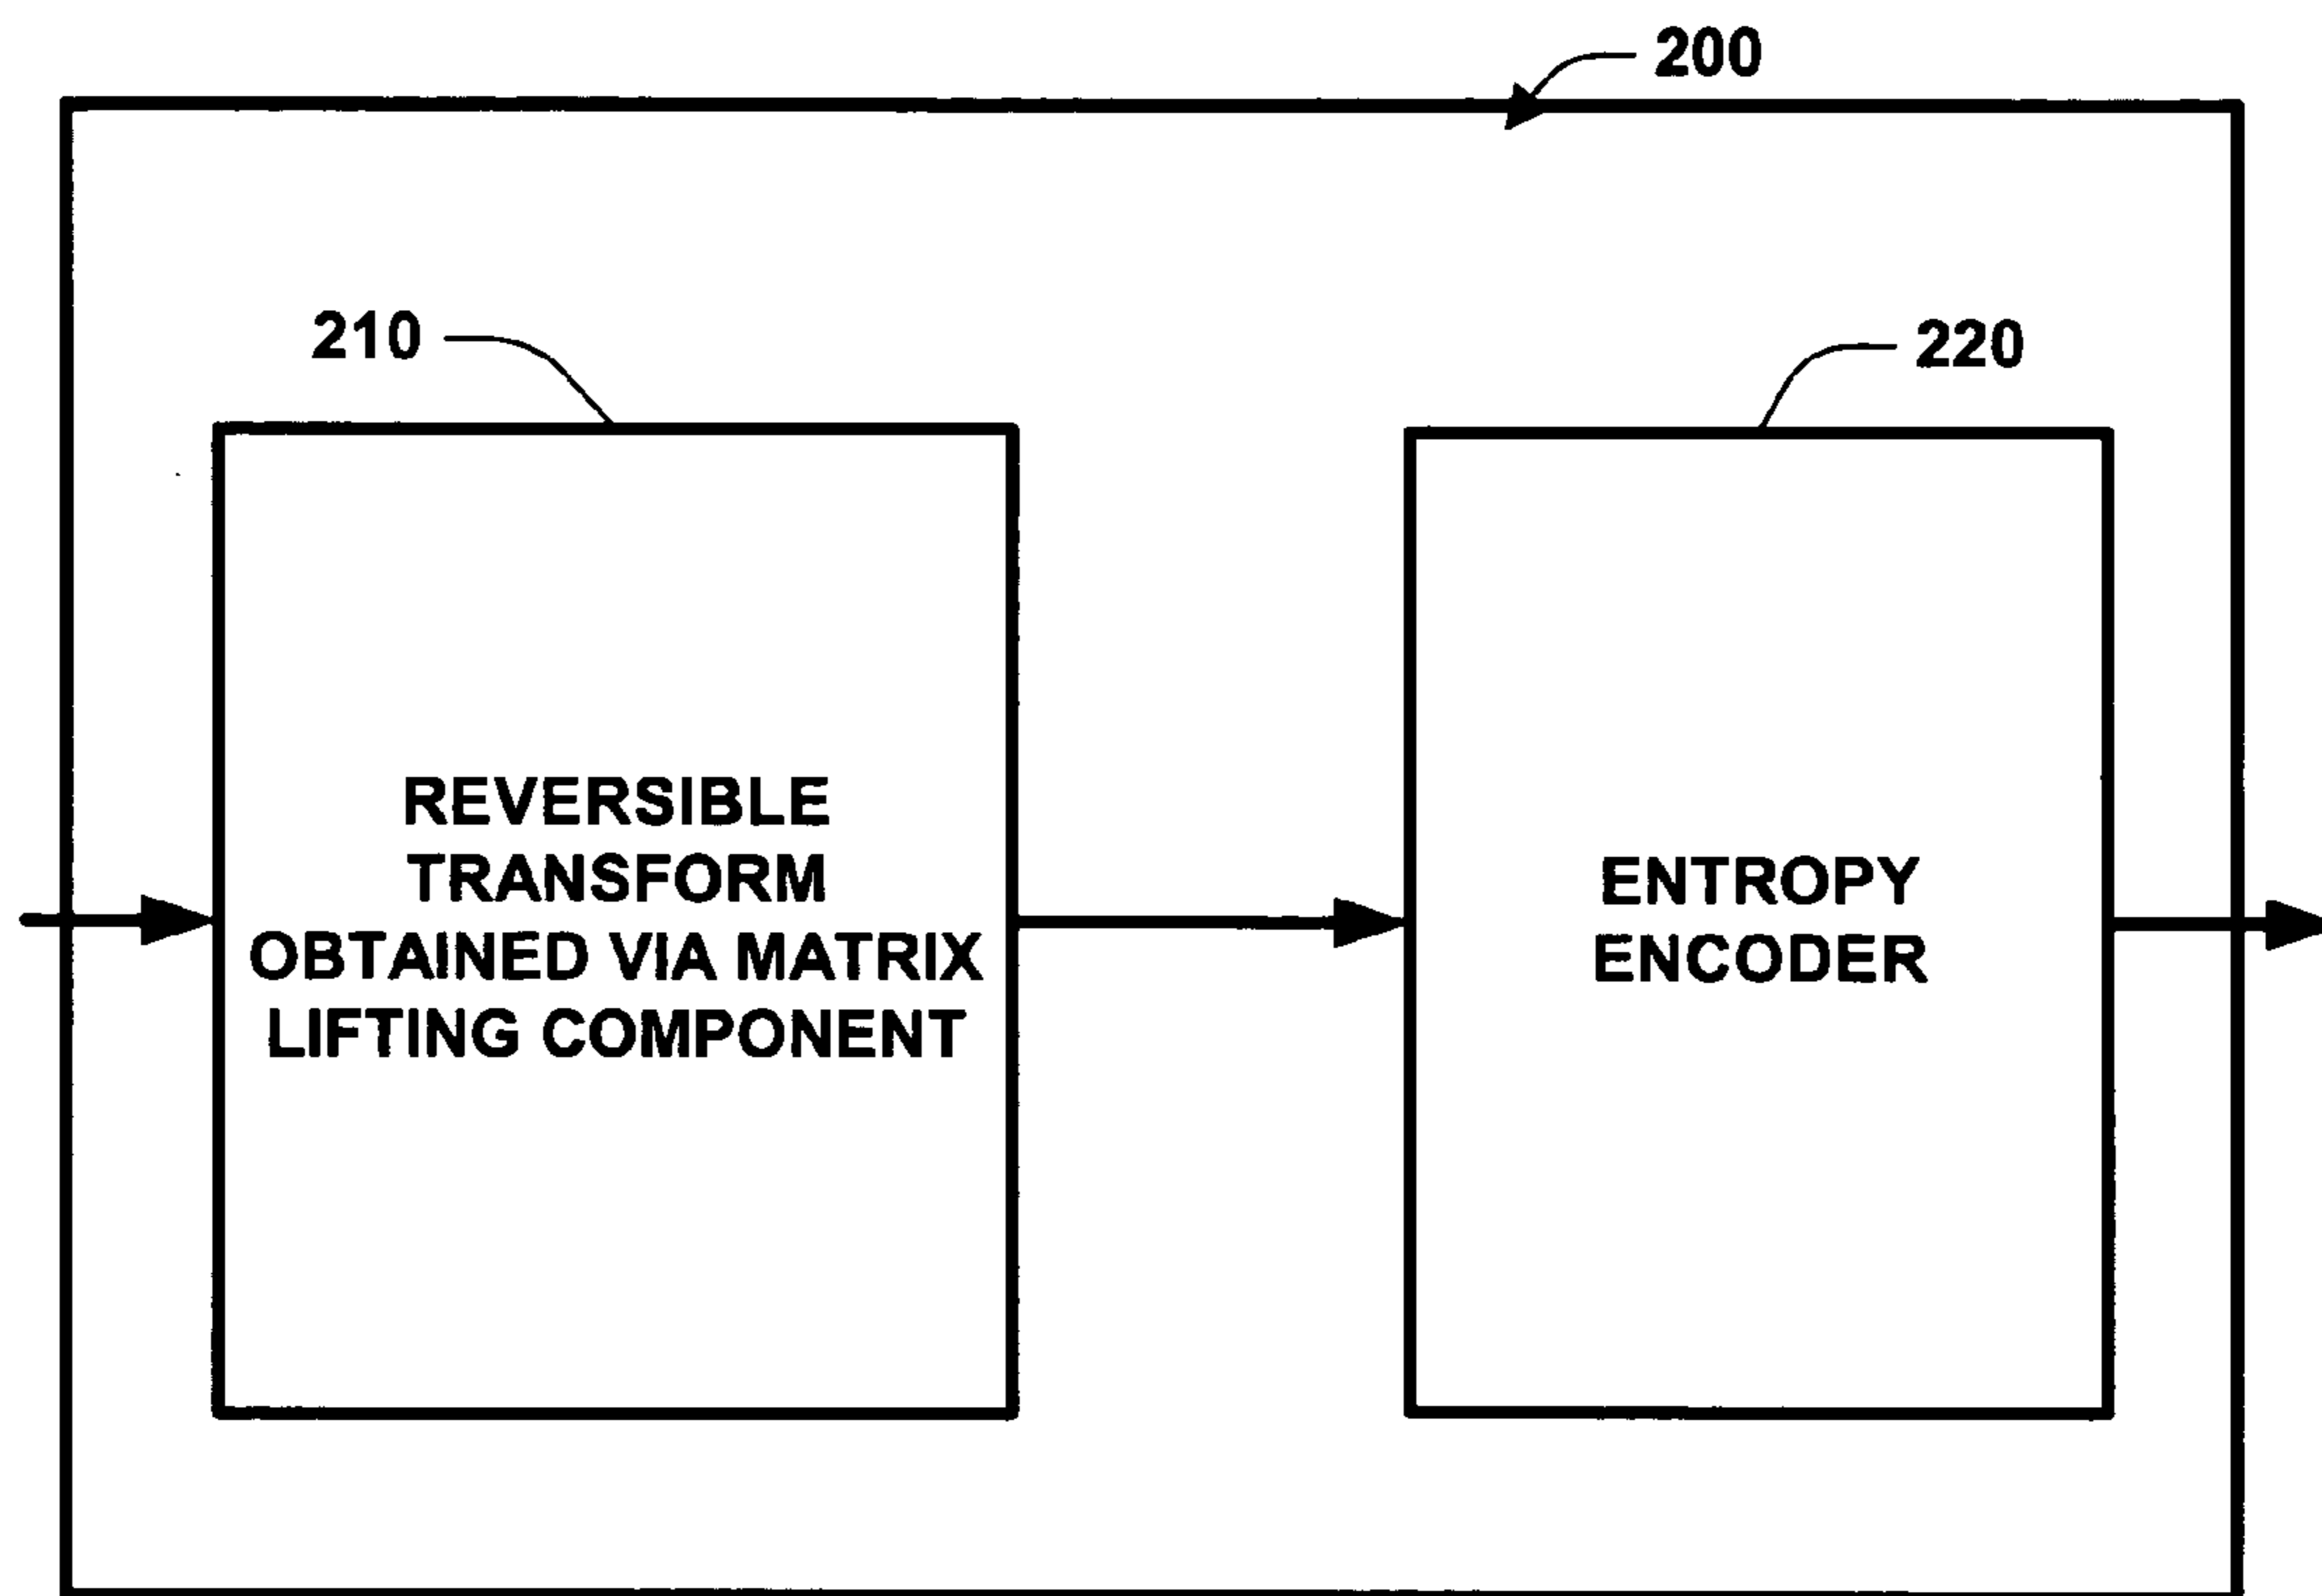 200
210
220
REVERSIBLE
TRANSFORM
OBTAINED VIA MATRIX
LIFTING COMPONENT
ENTROPY
ENCODER